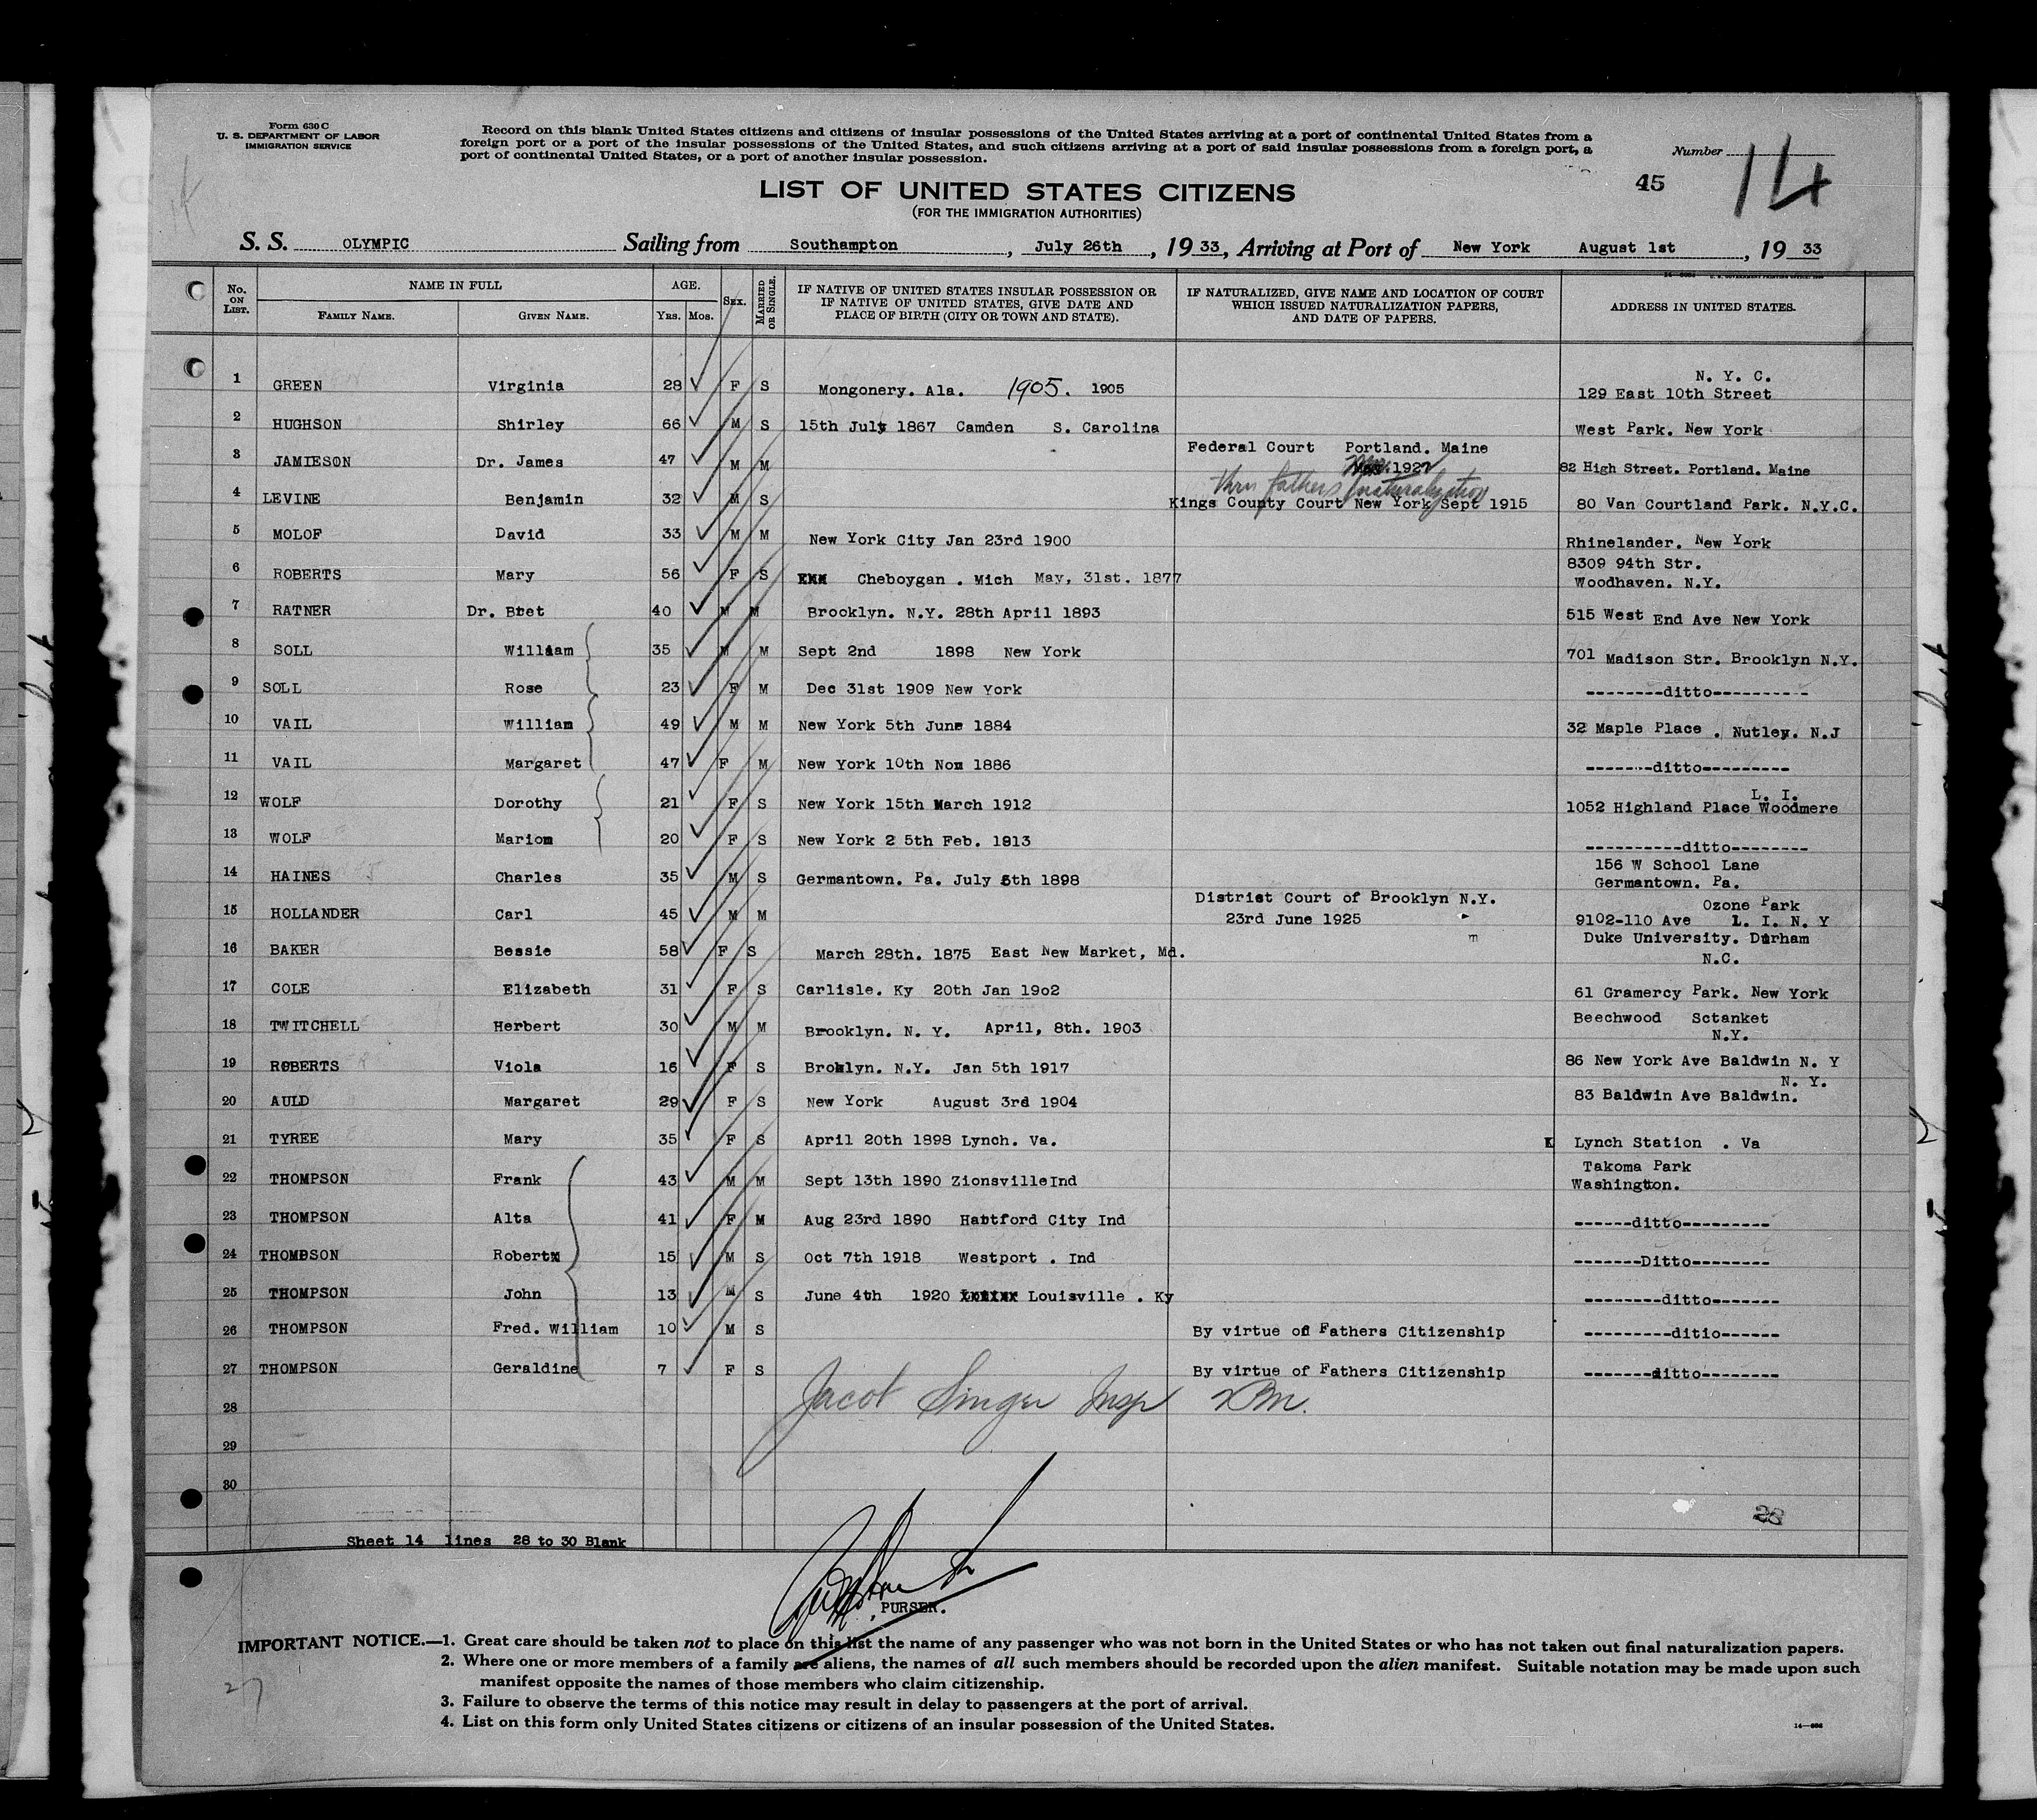 Form 630 C
U. S. DEPARTMENT OF LABOR
IMMIGRATION SERVICE
Record on this blank United States citizens and citizens of insular possessions of the United States arriving at a port of continental United States from a
foreign port or a port of the insular possessions of the United States, and such citizens arriving at a port of said insular possessions from a foreign port, a
port of continental United States, or a port of another insular possession.
Number
45 14
LIST OF UNITED STATES CITIZENS
(FOR THE IMMIGRATION AUTHORITIES)
S. S. OLYMPIC Sailing from Southampton, July 26th, 19 33, Arriving at Port of New York August 1st, 19 33
No. ON LIST. NAME IN FULL FAMILY NAME. GIVEN NAME. AGE. YRS. MOS. SEX. MARRIED OR SINGLE. IF NATIVE OF UNITED STATES INSULAR POSSESSION OR IF NATIVE OF UNITED STATES, GIVE DATE AND PLACE OF BIRTH (CITY OR TOWN AND STATE). IF NATURALIZED, GIVE NAME AND LOCATION OF COURT WHICH ISSUED NATURALIZATION PAPERS, AND DATE OF PAPERS. ADDRESS IN UNITED STATES.
1 GREEN Virginia 28 F S Mongonery. Ala. 1905. 1905 N. Y. C. 129 East 10th Street
2 HUGHSON Shirley 66 M S 15th July 1867 Camden S. Carolina West Park. New York
3 JAMIESON Dr. James 47 M M Federal Court Portland. Maine 1927 82 High Street. Portland. Maine
4 LEVINE Benjamin 32 M S Thru fathers naturalization Kings County Court New York Sept 1915 80 Van Courtland Park. N.Y.C.
5 MOLOF David 33 M M New York City Jan 23rd 1900 Rhinelander. New York
6 ROBERTS Mary 56 F S Cheboygan . Mich May, 31st. 1877 8309 94th Str. Woodhaven. N.Y.
7 RATNER Dr. Bret 40 M M Brooklyn. N.Y. 28th April 1893 515 West End Ave New York
8 SOLL William 35 M M Sept 2nd 1898 New York 701 Madison Str. Brooklyn N.Y.
9 SOLL Rose 23 F M Dec 31st 1909 New York --------ditto----------
10 VAIL William 49 M M New York 5th June 1884 32 Maple Place . Nutley. N.J
11 VAIL Margaret 47 F M New York 10th Nov 1886 -------ditto---------
12 WOLF Dorothy 21 F S New York 15th March 1912 L. I. 1052 Highland Place Woodmere
13 WOLF Marion 20 F S New York 2 5th Feb. 1913 ----------ditto--------
14 HAINES Charles 35 M S Germantown. Pa. July 5th 1898 156 W School Lane Germantown. Pa.
15 HOLLANDER Carl 45 M M District Court of Brooklyn N.Y. 23rd June 1925 Ozone Park 9102-110 Ave L. I. N. Y
16 BAKER Bessie 58 F S March 28th. 1875 East New Market, Md. Duke University. Durham N.C.
17 COLE Elizabeth 31 F S Carlisle. Ky 20th Jan 19o2 61 Gramercy Park. New York
18 TWITCHELL Herbert 30 M M Brooklyn. N. Y. April, 8th. 1903 Beechwood Sctanket N.Y.
19 ROBERTS Viola 16 F S Broklyn. N.Y. Jan 5th 1917 86 New York Ave Baldwin N. Y
20 AULD Margaret 29 F S New York August 3rd 1904 N. Y. 83 Baldwin Ave Baldwin.
21 TYREE Mary 35 F S April 20th 1898 Lynch. Va. Lynch Station . Va
22 THOMPSON Frank 43 M M Sept 13th 1890 Zionsville Ind Takoma Park Washington.
23 THOMPSON Alta 41 F M Aug 23rd 1890 Hartford City Ind ------ditto---------
24 THOMPSON Robert 15 M S Oct 7th 1918 Westport . Ind -------Ditto--------
25 THOMPSON John 13 M S June 4th 1920 Louisville . Ky --------ditto-------
26 THOMPSON Fred. William 10 M S By virtue of Fathers Citizenship ---------ditio------
27 THOMPSON Geraldine 7 F S By virtue of Fathers Citizenship -------ditto--------
28 Jacob Singer Insp
29
30
28
Sheet 14 lines 28 to 30 Blank
PURSER.
IMPORTANT NOTICE.—1. Great care should be taken not to place on this list the name of any passenger who was not born in the United States or who has not taken out final naturalization papers.
2. Where one or more members of a family are aliens, the names of all such members should be recorded upon the alien manifest. Suitable notation may be made upon such
manifest opposite the names of those members who claim citizenship.
3. Failure to observe the terms of this notice may result in delay to passengers at the port of arrival.
4. List on this form only United States citizens or citizens of an insular possession of the United States.
27